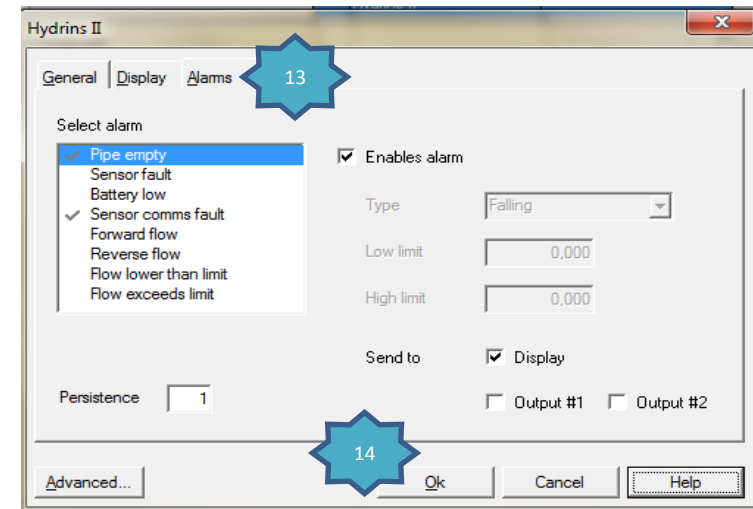 Hydrins II
General Display Alarms 13
Select alarm
Pipe empty
Sensor fault
Battery low
Sensor comms fault
Forward flow
Reverse flow
Flow lower than limit
Flow exceeds limit
Enables alarm
Type Falling
Low limit 0,000
High limit 0,000
Send to Display
Persistence 1
Output #1 Output #2
14
Advanced... Ok Cancel Help